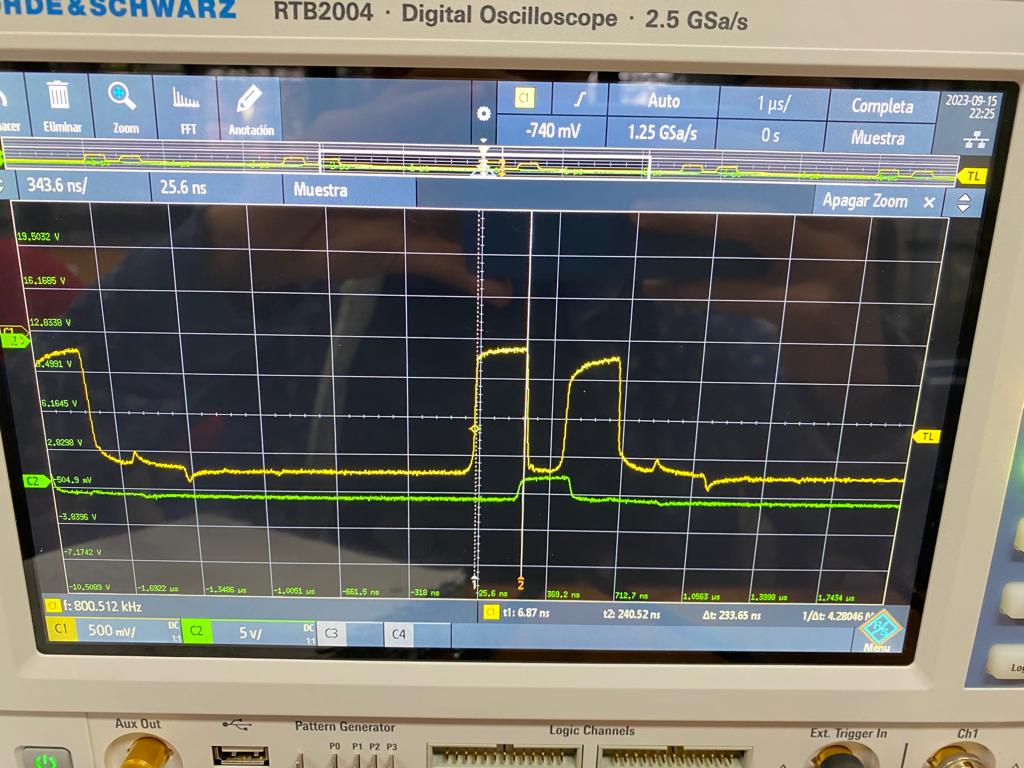 HDE&SCHWARZ RTB2004 · Digital Oscilloscope · 2.5 GSa/s
acer Eliminar Zoom FFT Anotación
C1 Auto 1 µs/ Completa 2023-09-15
22:25
-740 mV 1.25 GSa/s 0 s Muestra
TL
343.6 ns/ 25.6 ns Muestra Apagar Zoom ×
19.5032 V
16.1685 V
12.8338 V
C1
2
9.4991 V
6.1645 V
TL
2.8298 V
C2 -504.9 mV
-3.8396 V
-7.1742 V
-10.5089 V -1.6922 µs -1.3486 µs -1.0051 µs -661.5 ns -318 ns 25.6 ns 369.2 ns 712.7 ns 1.0563 µs 1.3998 µs 1.7434 µs
1 2
C1 f: 800.512 kHz C1 t1: 6.87 ns t2: 240.52 ns Δt: 233.65 ns 1/Δt: 4.28046
C1 500 mV/ DC 1:1 C2 5 V/ DC 1:1 C3 C4 Menu
Aux Out Pattern Generator Logic Channels Ext. Trigger In Ch1
P0 P1 P2 P3
Log